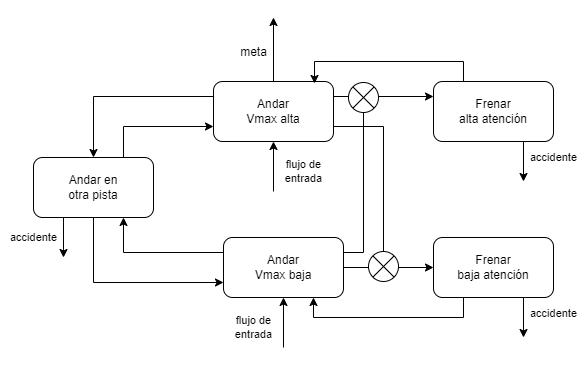 meta
Andar
Vmax alta
Frenar
alta atención
flujo de
entrada
accidente
Andar en
otra pista
accidente
Andar
Vmax baja
Frenar
baja atención
flujo de
entrada
accidente